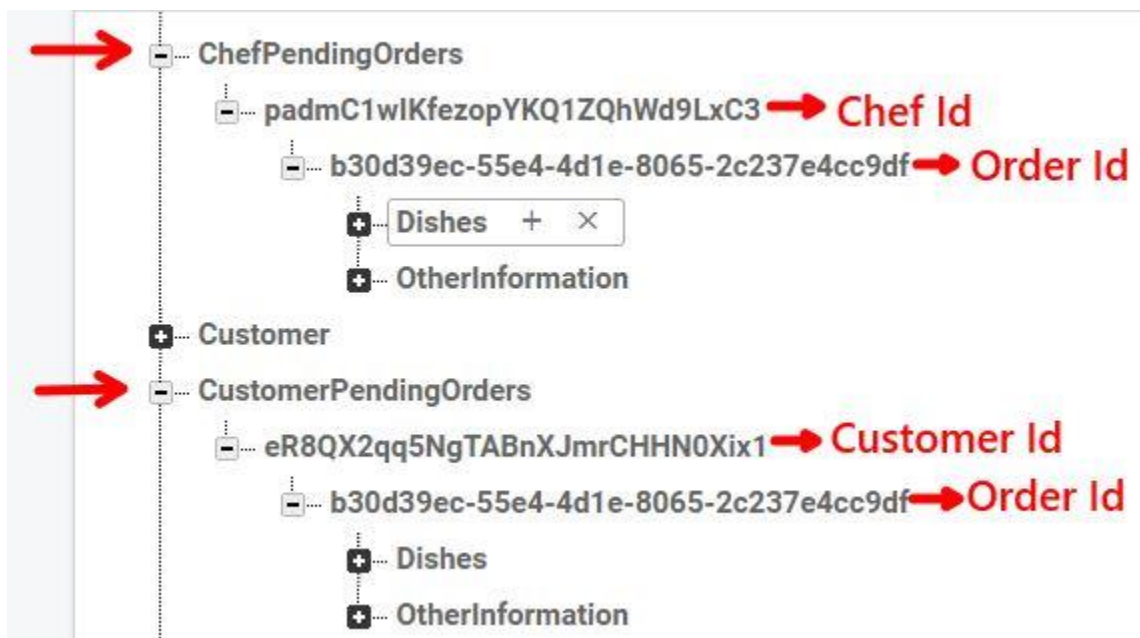 ChefPendingOrders
padmC1wlKfezopYKQ1ZQhWd9LxC3 Chef Id
b30d39ec-55e4-4d1e-8065-2c237e4cc9df Order Id
Dishes + ×
OtherInformation
Customer
CustomerPendingOrders
eR8QX2qq5NgTABnXJmrCHHN0Xix1 Customer Id
b30d39ec-55e4-4d1e-8065-2c237e4cc9df Order Id
Dishes
OtherInformation